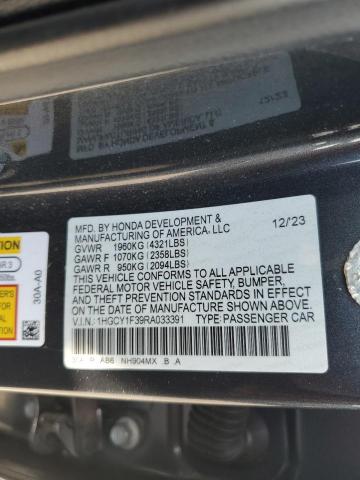 MFD. BY HONDA DEVELOPMENT &
MANUFACTURING OF AMERICA, LLC 12/23
GVWR 1960KG (4321LBS)
GAWR F 1070KG (2358LBS)
GAWR R 950KG (2094LBS)
THIS VEHICLE CONFORMS TO ALL APPLICABLE
FEDERAL MOTOR VEHICLE SAFETY, BUMPER,
AND THEFT PREVENTION STANDARDS IN EFFECT
ON THE DATE OF MANUFACTURE SHOWN ABOVE.
V.I.N.: 1HGCY1F39RA033391 TYPE: PASSENGER CAR
NH904MX B A
30A-A0